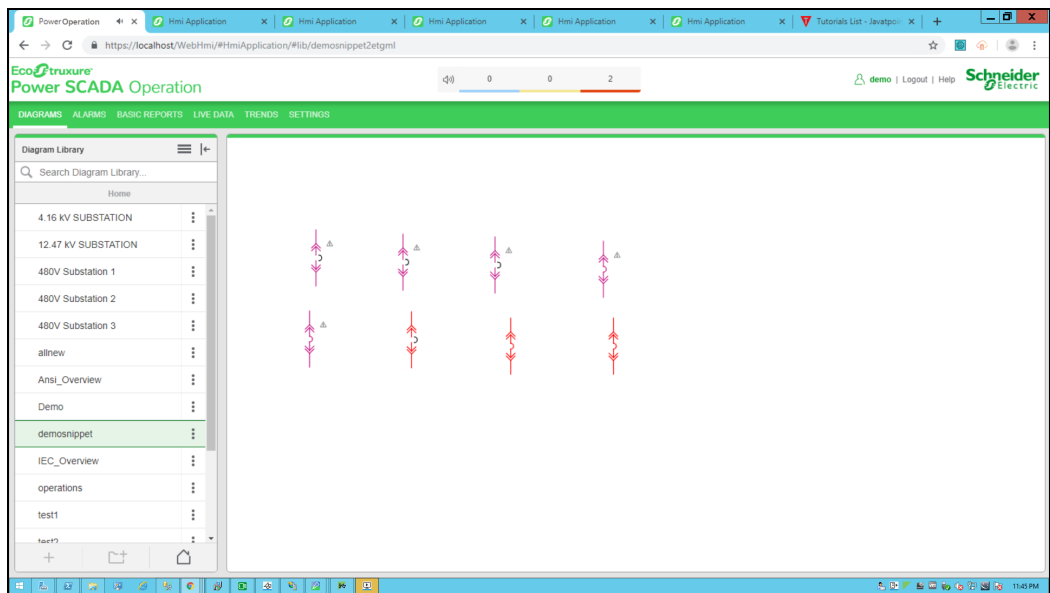 Power Operation
Hmi Application
Hmi Application
Hmi Application
Hmi Application
Hmi Application
Tutorials List - Javatpoi
https://localhost/WebHmi/#HmiApplication/#lib/demosnippet2etgml
EcoStruxure
Power SCADA Operation
0 0 2
demo | Logout | Help
Schneider
Electric
DIAGRAMS ALARMS BASIC REPORTS LIVE DATA TRENDS SETTINGS
Diagram Library
Search Diagram Library...
Home
4.16 kV SUBSTATION
12.47 kV SUBSTATION
480V Substation 1
480V Substation 2
480V Substation 3
allnew
Ansi_Overview
Demo
demosnippet
IEC_Overview
operations
test1
test2
11:45 PM